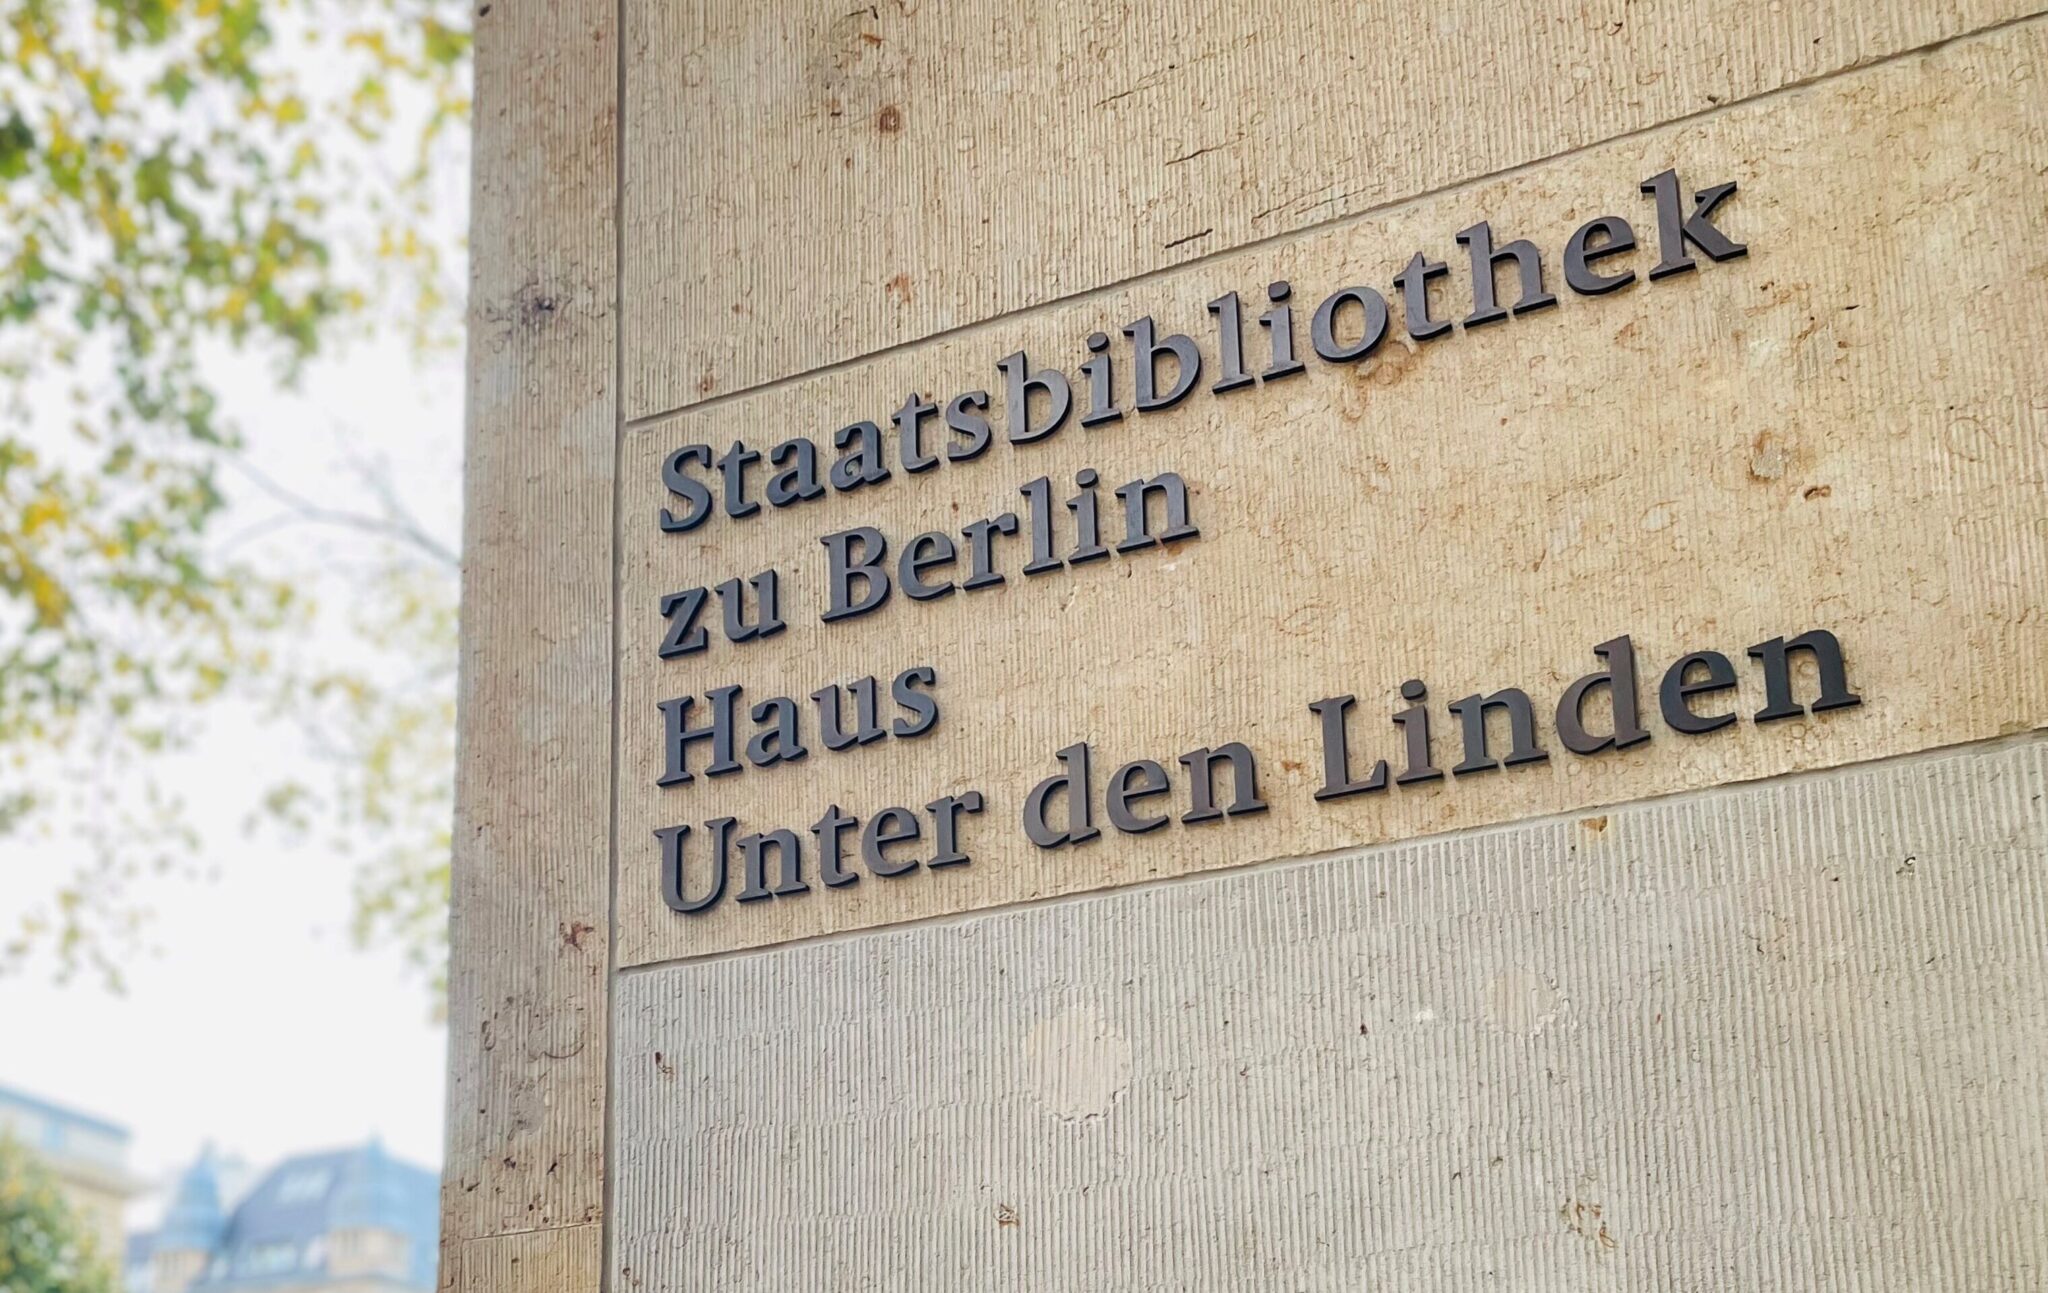 Staatsbibliothek
zu Berlin
Haus
Unter den Linden